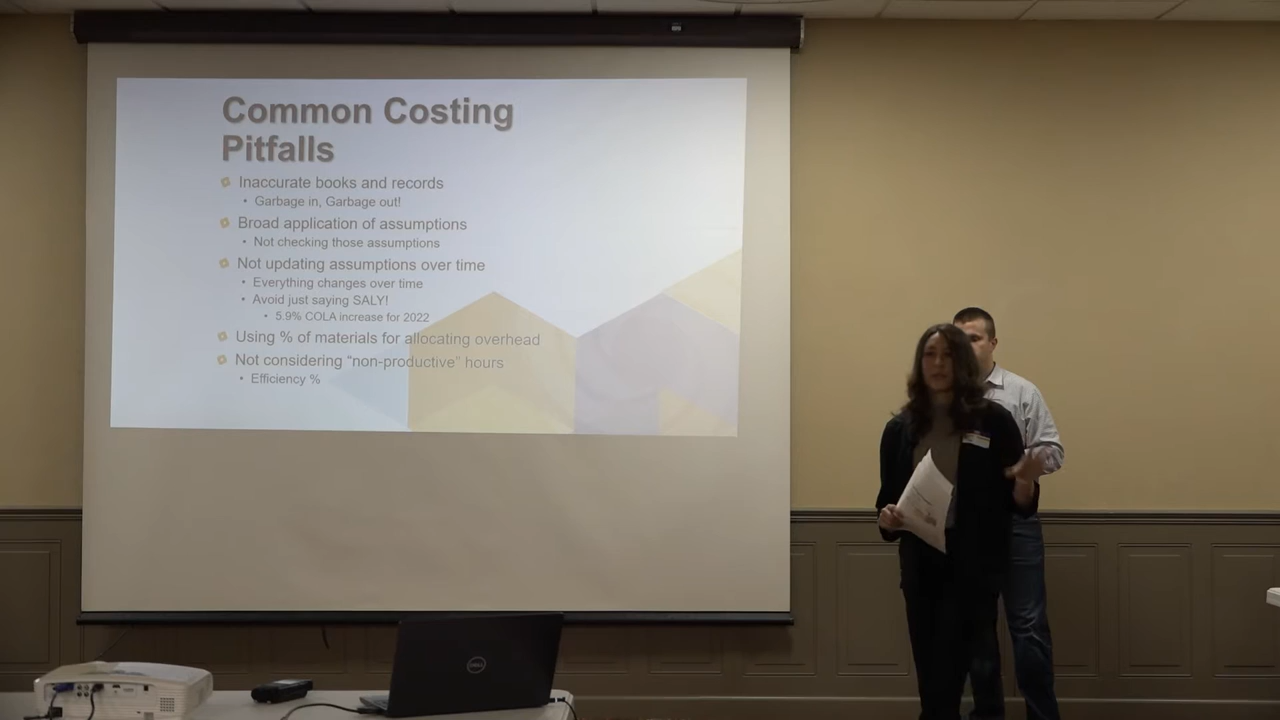 Common Costing
Pitfalls
Inaccurate books and records
• Garbage in, Garbage out!
Broad application of assumptions
• Not checking those assumptions
Not updating assumptions over time
• Everything changes over time
• Avoid just saying SALY!
• 5.9% COLA increase for 2022
Using % of materials for allocating overhead
Not considering “non-productive” hours
• Efficiency %
DELL